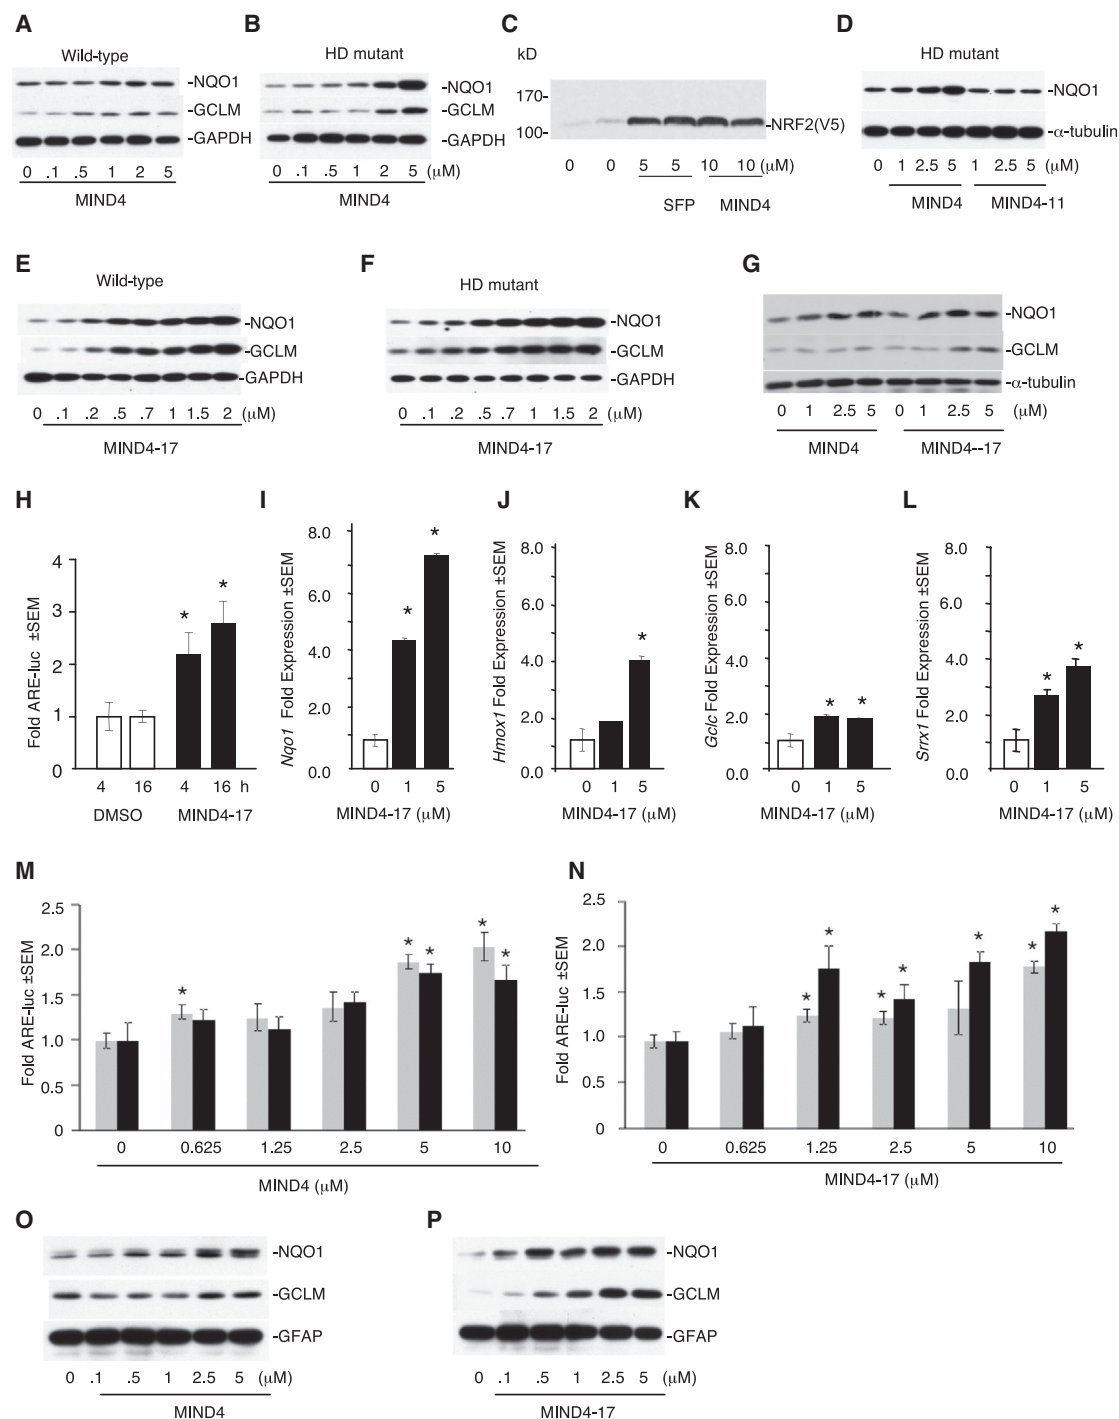 A
Wild-type
-NQO1
-GCLM
-GAPDH
0 .1 .5 1 2 5
MIND4
B
HD mutant
-NQO1
-GCLM
-GAPDH
0 .1 .5 1 2 5 (μM)
MIND4
C
kD
170-
100-
-NRF2(V5)
0 0 5 5 10 10 (μM)
SFP MIND4
D
HD mutant
-NQO1
-α-tubulin
0 1 2.5 5 1 2.5 5 (μM)
MIND4 MIND4-11
E
Wild-type
-NQO1
-GCLM
-GAPDH
0 .1 .2 .5 .7 1 1.5 2 (μM)
MIND4-17
F
HD mutant
-NQO1
-GCLM
-GAPDH
0 .1 .2 .5 .7 1 1.5 2 (μM)
MIND4-17
G
-NQO1
-GCLM
-α-tubulin
0 1 2.5 5 0 1 2.5 5 (μM)
MIND4 MIND4--17
H
Fold ARE-luc ±SEM
4
3
2
1
0
* *
4 16 4 16 h
DMSO MIND4-17
I
Nqo1 Fold Expression ±SEM
8.0
6.0
4.0
2.0
0.0
* *
0 1 5
MIND4-17 (μM)
J
Hmox1 Fold Expression ±SEM
8.0
6.0
4.0
2.0
0.0
*
0 1 5
MIND4-17 (μM)
K
Gclc Fold Expression ±SEM
8.0
6.0
4.0
2.0
0.0
* *
0 1 5
MIND4-17 (μM)
L
Srrx1 Fold Expression ±SEM
8.0
6.0
4.0
2.0
0.0
* *
0 1 5
MIND4-17 (μM)
M
Fold ARE-luc ±SEM
2.5
2.0
1.5
1.0
0.5
0
* * * * *
0 0.625 1.25 2.5 5 10
MIND4 (μM)
N
Fold ARE-luc ±SEM
2.5
2.0
1.5
1.0
0.5
0
* * * * * * *
0 0.625 1.25 2.5 5 10
MIND4-17 (μM)
O
-NQO1
-GCLM
-GFAP
0 .1 .5 1 2.5 5 (μM)
MIND4
P
-NQO1
-GCLM
-GFAP
0 .1 .5 1 2.5 5 (μM)
MIND4-17